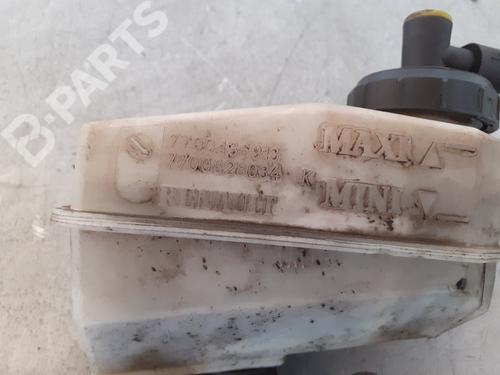 B-PARTS
MAXI
7700828034 K
RENAULT
MINI